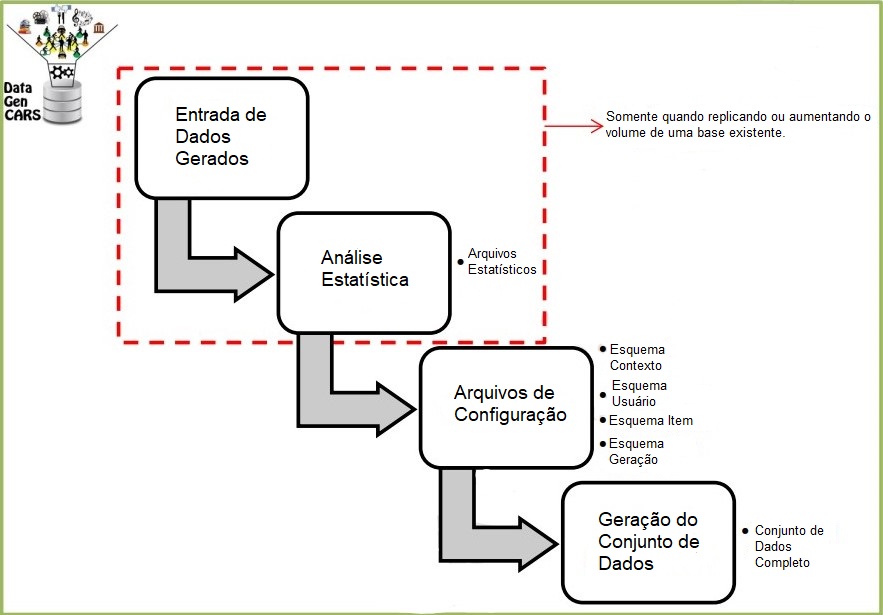 Data
Gen
CARS
Entrada de
Dados
Gerados
Somente quando replicando ou aumentando o
volume de uma base existente.
Análise
Estatística
• Arquivos
Estatísticos
Arquivos de
Configuração
• Esquema
Contexto
• Esquema
Usuário
• Esquema Item
• Esquema
Geração
Geração do
Conjunto de
Dados
• Conjunto de
Dados
Completo